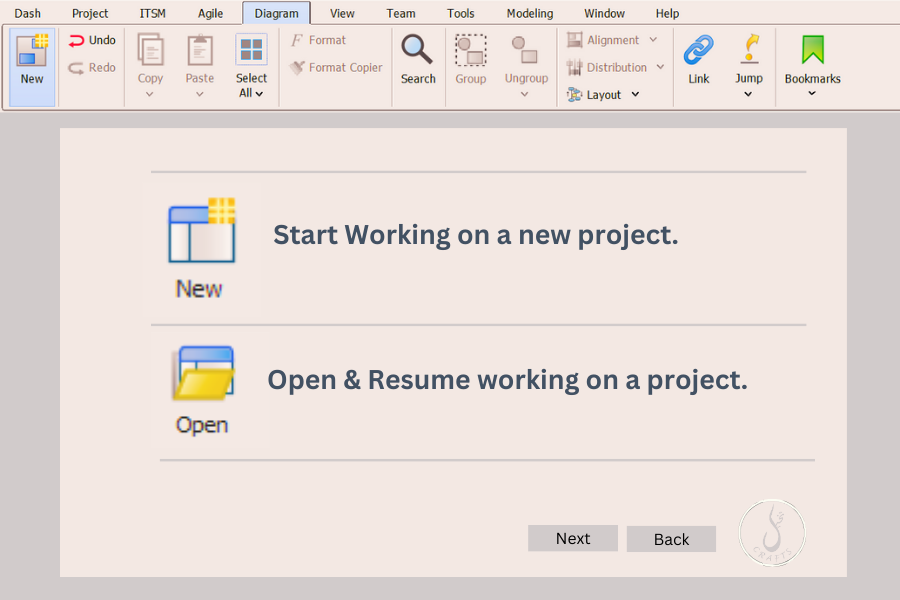 Dash Project ITSM Agile Diagram View Team Tools Modeling Window Help
New
Undo
Redo
Copy
Paste
Select
All
F Format
Format Copier
Search
Group
Ungroup
Alignment
Distribution
Layout
Link
Jump
Bookmarks
New
Start Working on a new project.
Open
Open & Resume working on a project.
Next Back
CRAFTS